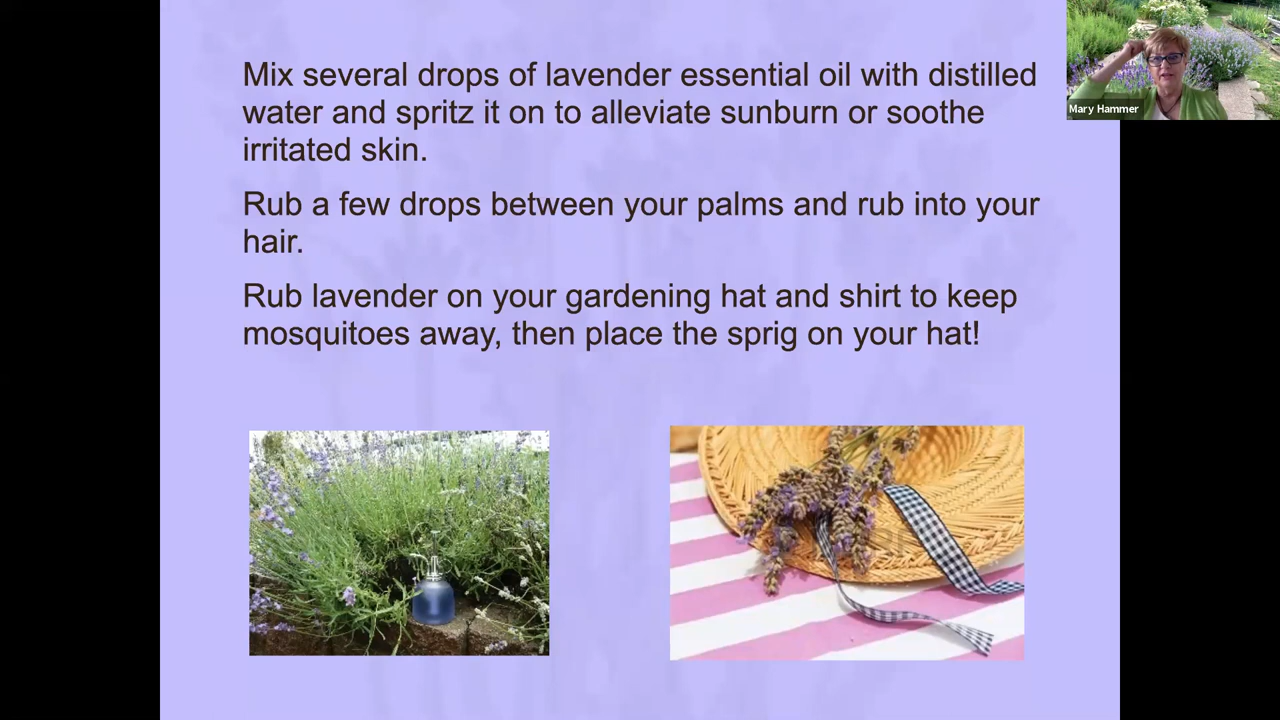 Mix several drops of lavender essential oil with distilled
water and spritz it on to alleviate sunburn or soothe
irritated skin.
Rub a few drops between your palms and rub into your
hair.
Rub lavender on your gardening hat and shirt to keep
mosquitoes away, then place the sprig on your hat!
Mary Hammer